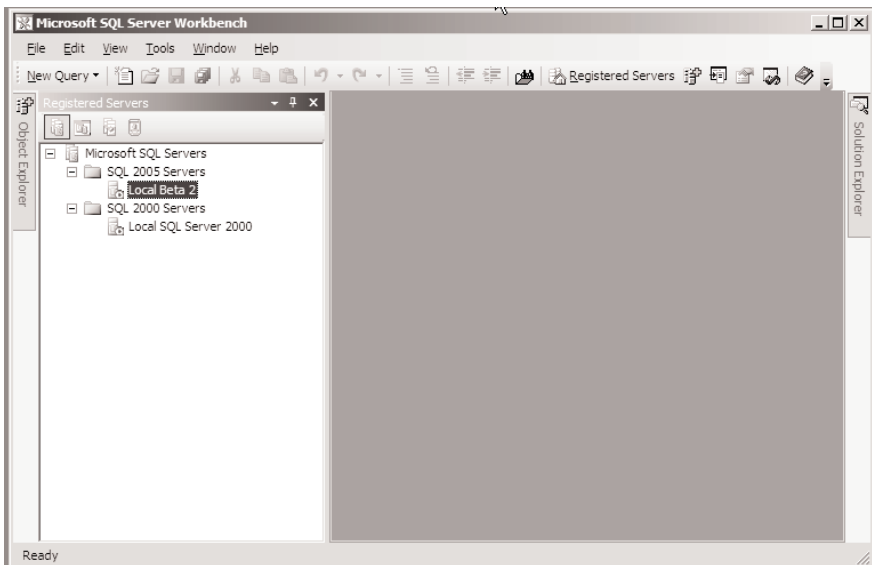 Microsoft SQL Server Workbench
File Edit View Tools Window Help
New Query Registered Servers
Object Explorer
Registered Servers
Microsoft SQL Servers
SQL 2005 Servers
Local Beta 2
SQL 2000 Servers
Local SQL Server 2000
Solution Explorer
Ready